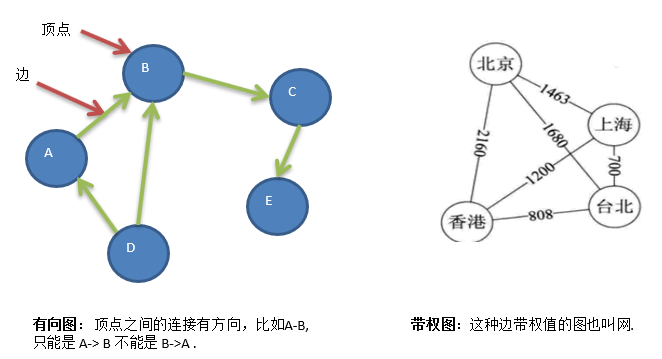 顶点
边
B
C
A
E
D
北京
1463
上海
2160
1680
1200
700
香港
808
台北
有向图：顶点之间的连接有方向，比如A-B,
只能是 A-> B 不能是 B->A .
带权图：这种边带权值的图也叫网.